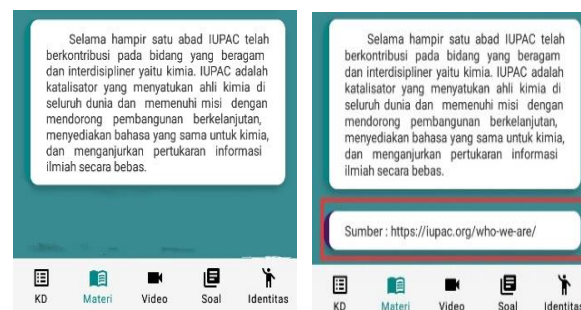 Selama hampir satu abad IUPAC telah
berkontribusi pada bidang yang beragam
dan interdisipliner yaitu kimia. IUPAC adalah
katalisator yang menyatukan ahli kimia di
seluruh dunia dan memenuhi misi dengan
mendorong pembangunan berkelanjutan,
menyediakan bahasa yang sama untuk kimia,
dan menganjurkan pertukaran informasi
ilmiah secara bebas.
KD Materi Video Soal Identitas
Selama hampir satu abad IUPAC telah
berkontribusi pada bidang yang beragam
dan interdisipliner yaitu kimia. IUPAC adalah
katalisator yang menyatukan ahli kimia di
seluruh dunia dan memenuhi misi dengan
mendorong pembangunan berkelanjutan,
menyediakan bahasa yang sama untuk kimia,
dan menganjurkan pertukaran informasi
ilmiah secara bebas.
Sumber : https://iupac.org/who-we-are/
KD Materi Video Soal Identitas